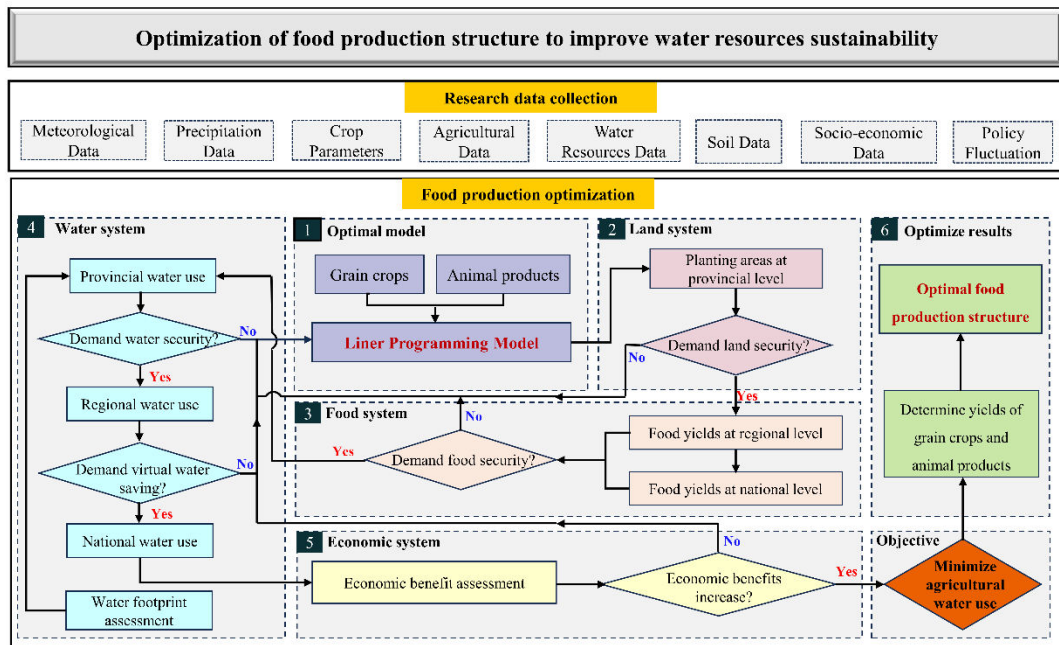 Optimization of food production structure to improve water resources sustainability
Research data collection
Meteorological
Data
Precipitation
Data
Crop
Parameters
Agricultural
Data
Water
Resources Data
Soil Data
Socio-economic
Data
Policy
Fluctuation
Food production optimization
4 Water system
Provincial water use
Demand water security?
No
Yes
Regional water use
Demand virtual water
saving?
No
Yes
National water use
Water footprint
assessment
1 Optimal model
Grain crops
Animal products
Liner Programming Model
2 Land system
Planting areas at
provincial level
Demand land security?
No
Yes
3 Food system
No
Yes
Demand food security?
Food yields at regional level
Food yields at national level
5 Economic system
No
Economic benefit assessment
Economic benefits
increase?
Yes
6 Optimize results
Optimal food
production structure
Determine yields of
grain crops and
animal products
Objective
Minimize
agricultural
water use